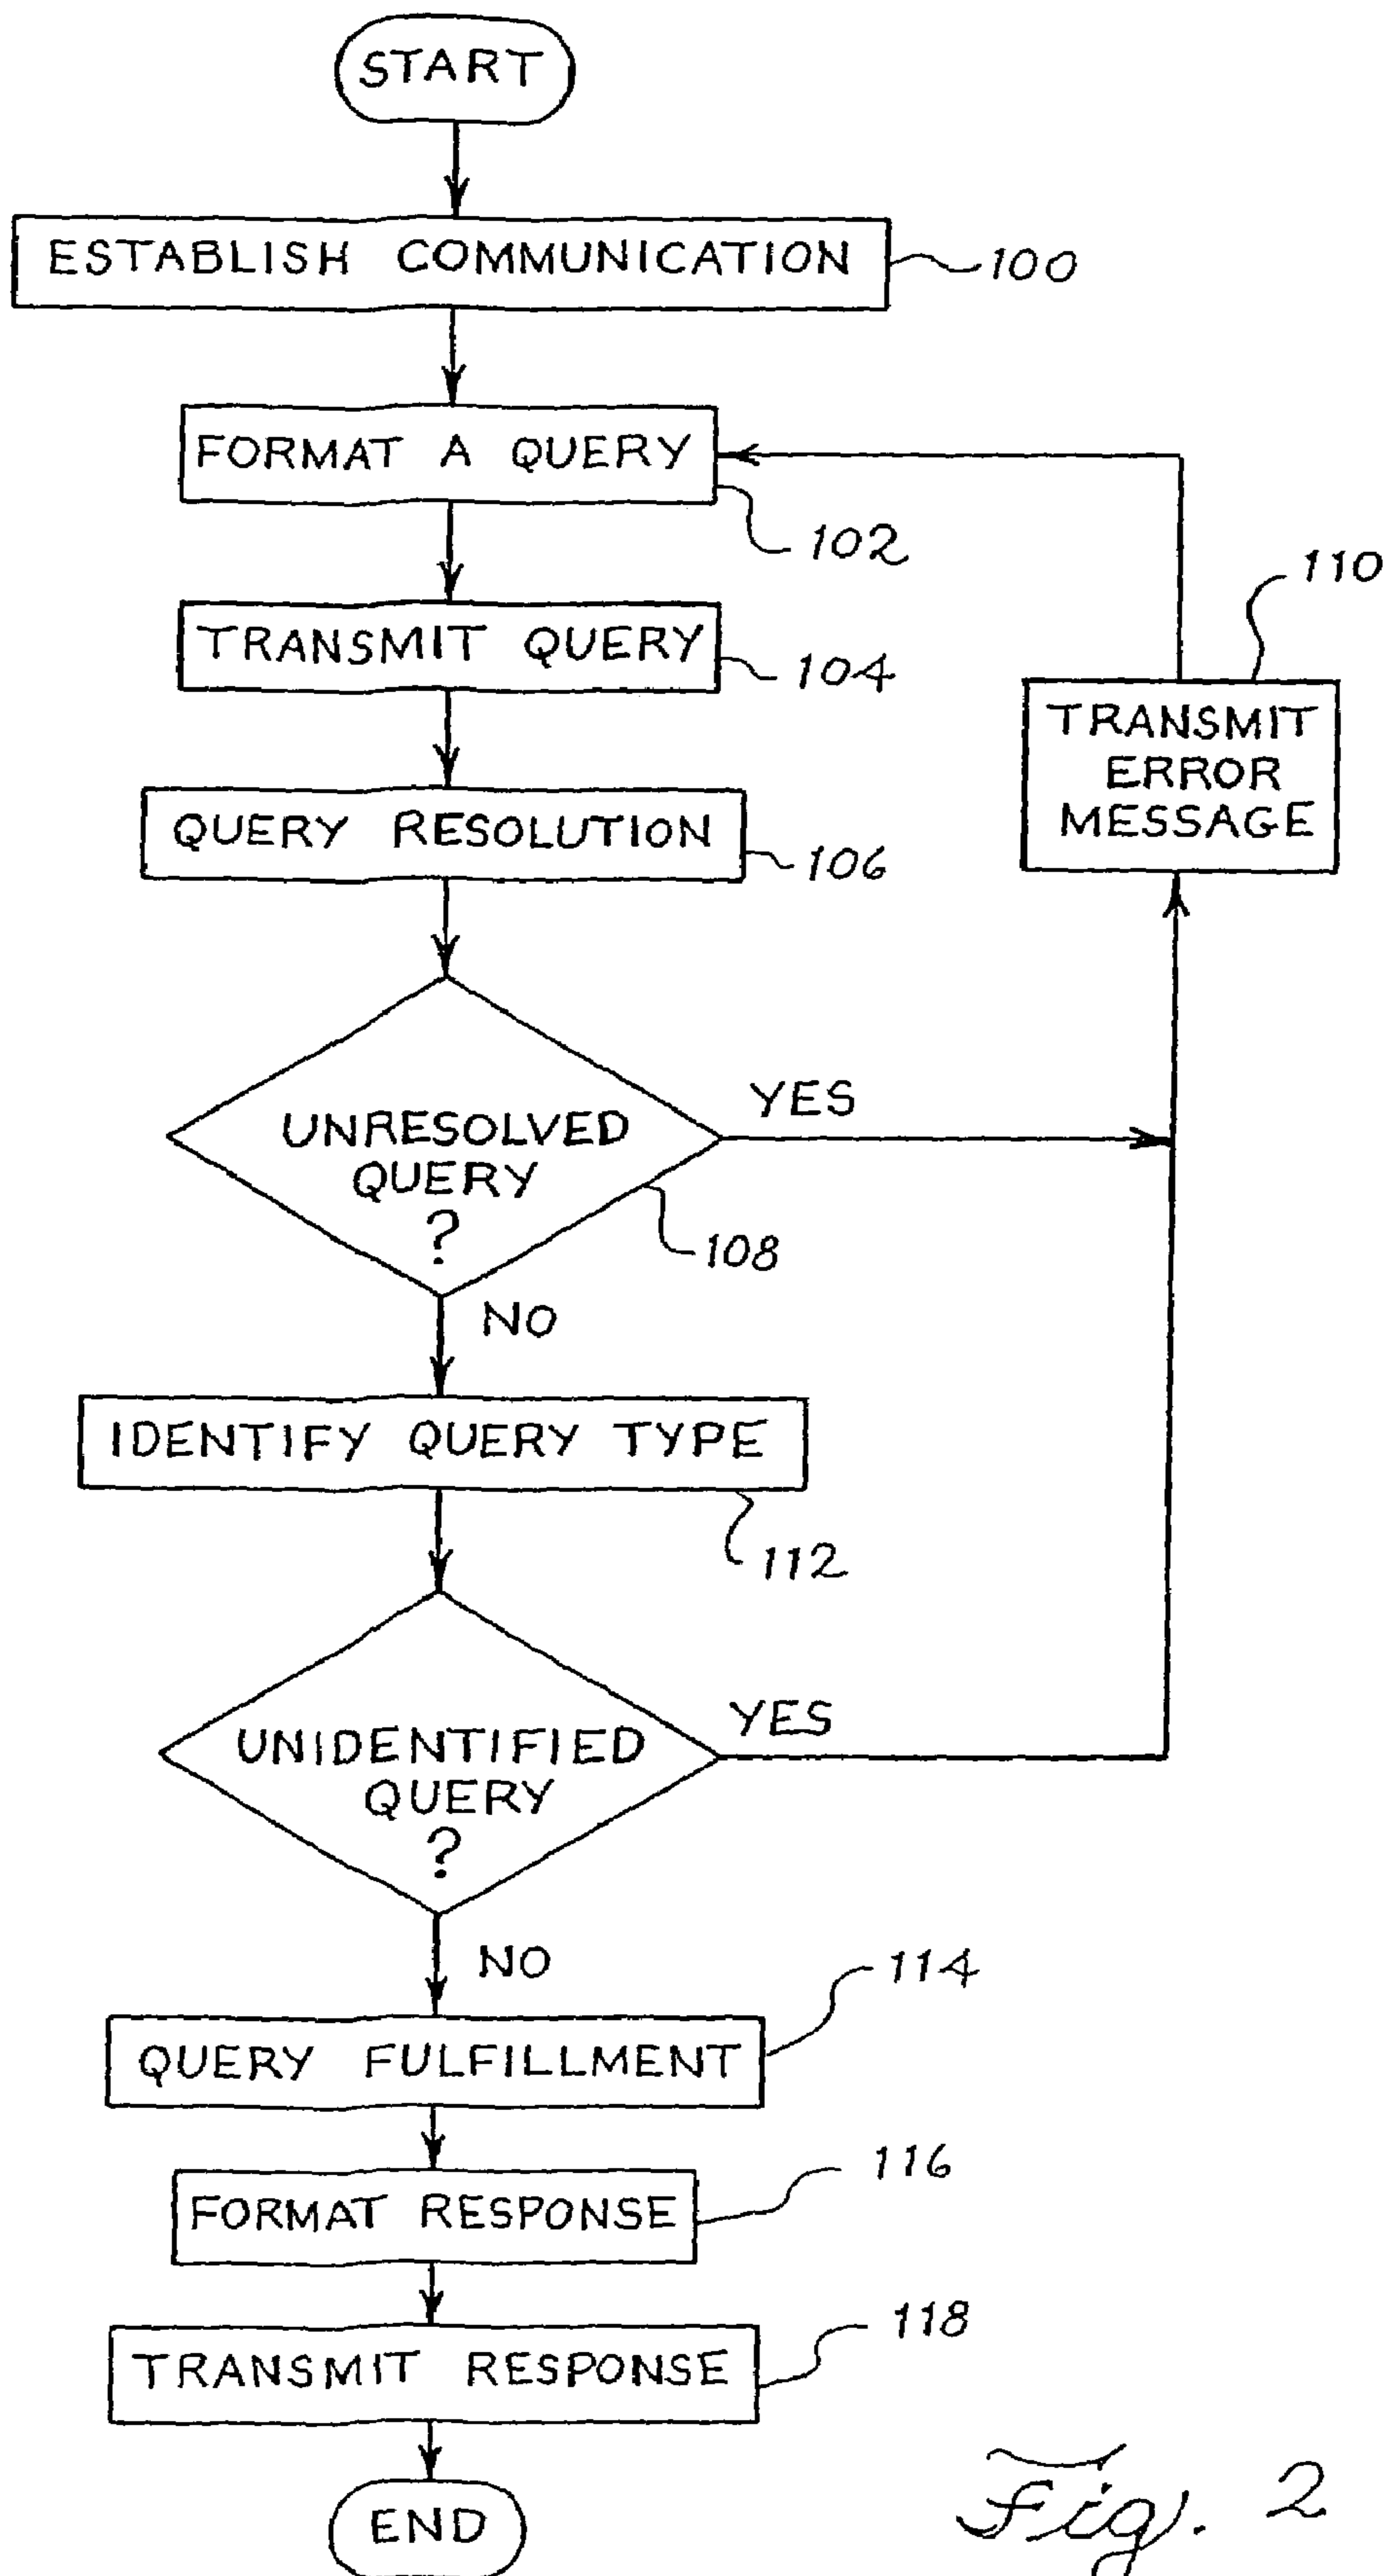 START
ESTABLISH COMMUNICATION
100
FORMAT A QUERY
102
TRANSMIT QUERY
104
110
TRANSMIT
ERROR
MESSAGE
QUERY RESOLUTION
106
UNRESOLVED
QUERY
?
YES
108
NO
IDENTIFY QUERY TYPE
112
UNIDENTIFIED
QUERY
?
YES
NO
114
QUERY FULFILLMENT
116
FORMAT RESPONSE
118
TRANSMIT RESPONSE
END
Fig. 2